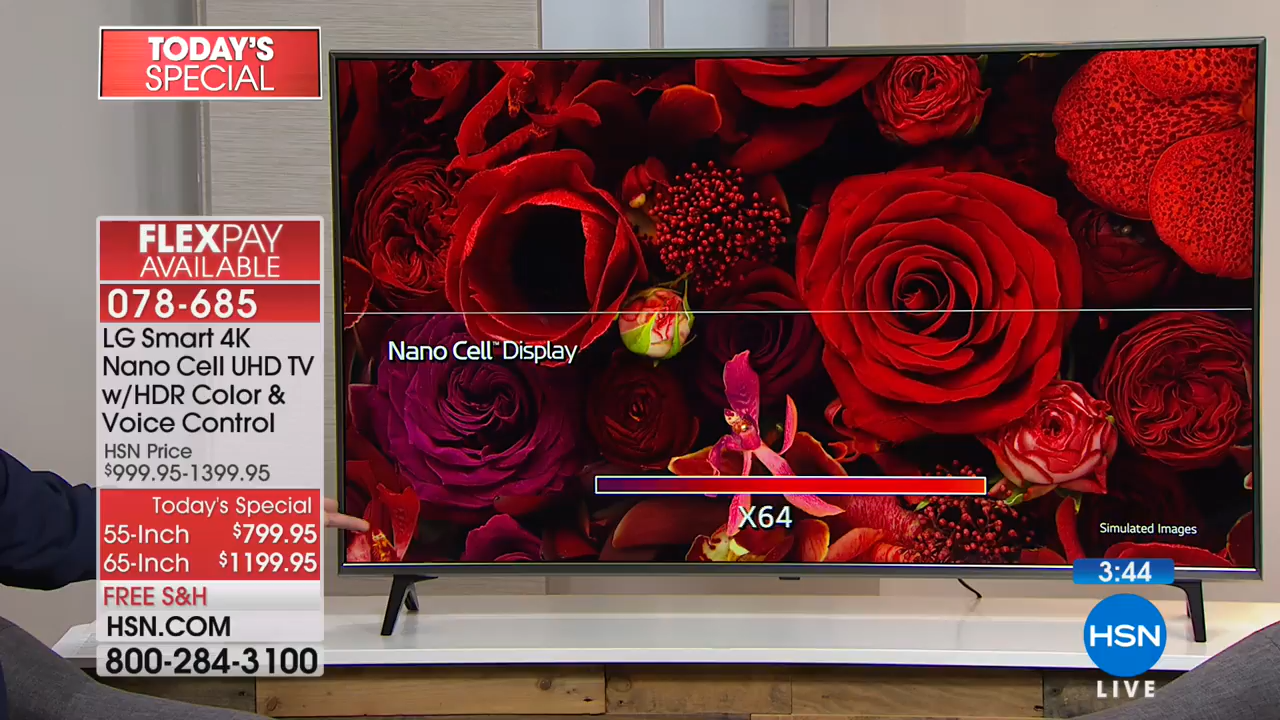 TODAY'S
SPECIAL
FLEXPAY
AVAILABLE
078-685
LG Smart 4K
Nano Cell UHD TV
w/HDR Color &
Voice Control
HSN Price
$999.95-1399.95
Today's Special
55-Inch $799.95
65-Inch $1199.95
FREE S&H
HSN.COM
800-284-3100
Nano Cell™ Display
X64
Simulated Images
3:44
HSN
LIVE